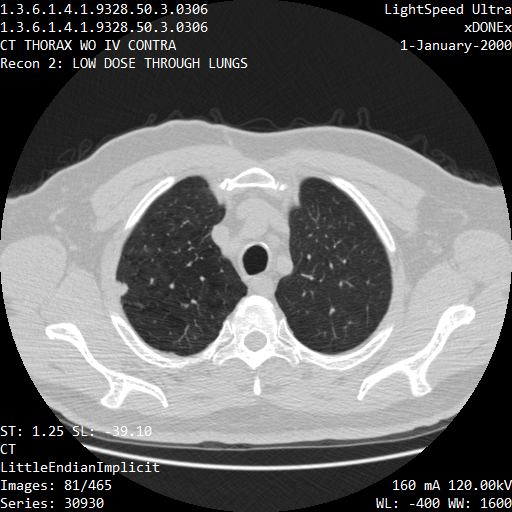 1.3.6.1.4.1.9328.50.3.0306
LightSpeed Ultra
1.3.6.1.4.1.9328.50.3.0306
xDONEx
CT THORAX WO IV CONTRA
1-January-2000
Recon 2: LOW DOSE THROUGH LUNGS
ST: 1.25 SL: -39.10
CT
LittleEndianImplicit
Images: 81/465
160 mA 120.00kV
Series: 30930
WL: -400 WW: 1600